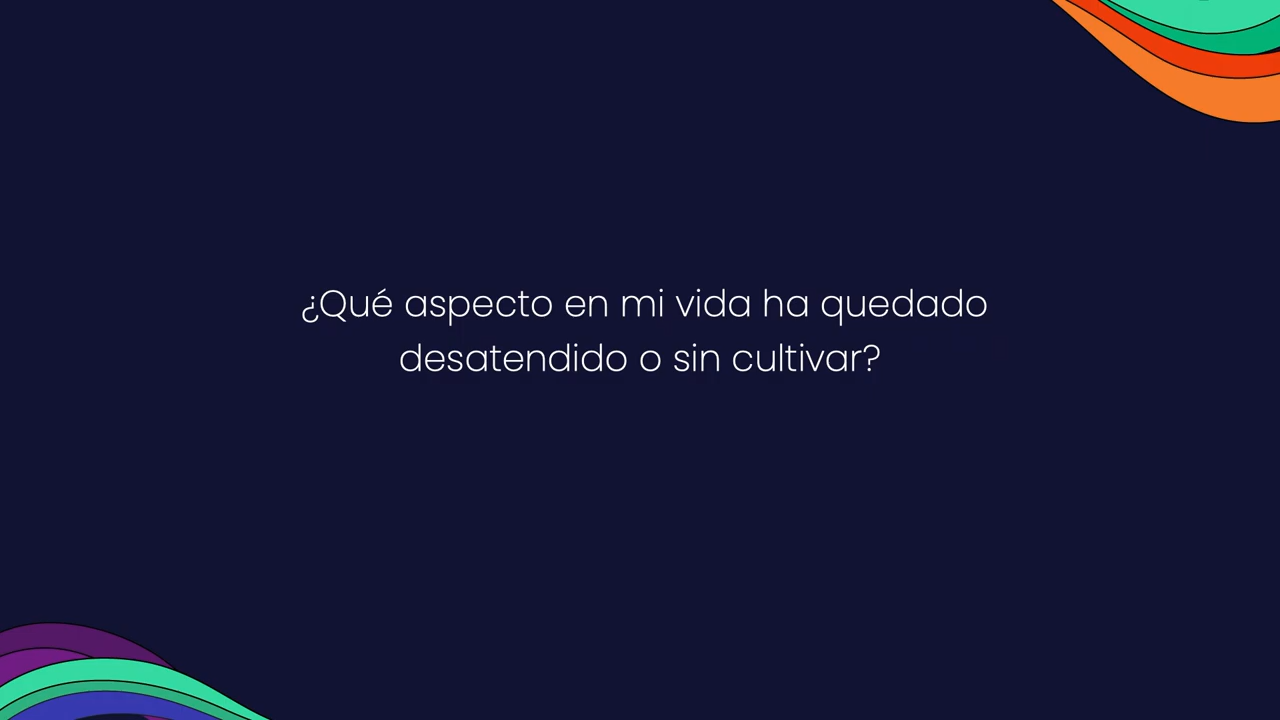 ¿Qué aspecto en mi vida ha quedado
desatendido o sin cultivar?